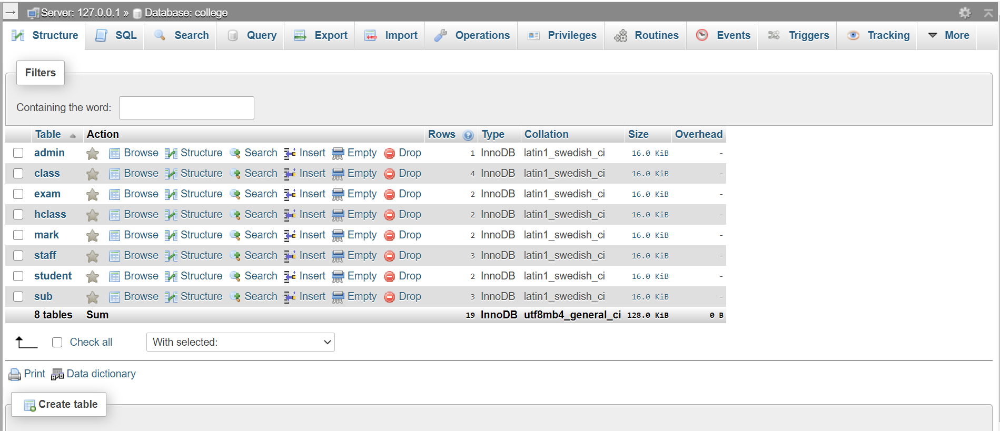 Server: 127.0.0.1 » Database: college
Structure SQL Search Query Export Import Operations Privileges Routines Events Triggers Tracking More
Filters
Containing the word:
Table Action Rows Type Collation Size Overhead
admin Browse Structure Search Insert Empty Drop 1 InnoDB latin1_swedish_ci 16.0 KiB -
class Browse Structure Search Insert Empty Drop 4 InnoDB latin1_swedish_ci 16.0 KiB -
exam Browse Structure Search Insert Empty Drop 2 InnoDB latin1_swedish_ci 16.0 KiB -
hclass Browse Structure Search Insert Empty Drop 2 InnoDB latin1_swedish_ci 16.0 KiB -
mark Browse Structure Search Insert Empty Drop 2 InnoDB latin1_swedish_ci 16.0 KiB -
staff Browse Structure Search Insert Empty Drop 3 InnoDB latin1_swedish_ci 16.0 KiB -
student Browse Structure Search Insert Empty Drop 2 InnoDB latin1_swedish_ci 16.0 KiB -
sub Browse Structure Search Insert Empty Drop 3 InnoDB latin1_swedish_ci 16.0 KiB -
8 tables Sum 19 InnoDB utf8mb4_general_ci 128.0 KiB 0 B
Check all With selected:
Print Data dictionary
Create table